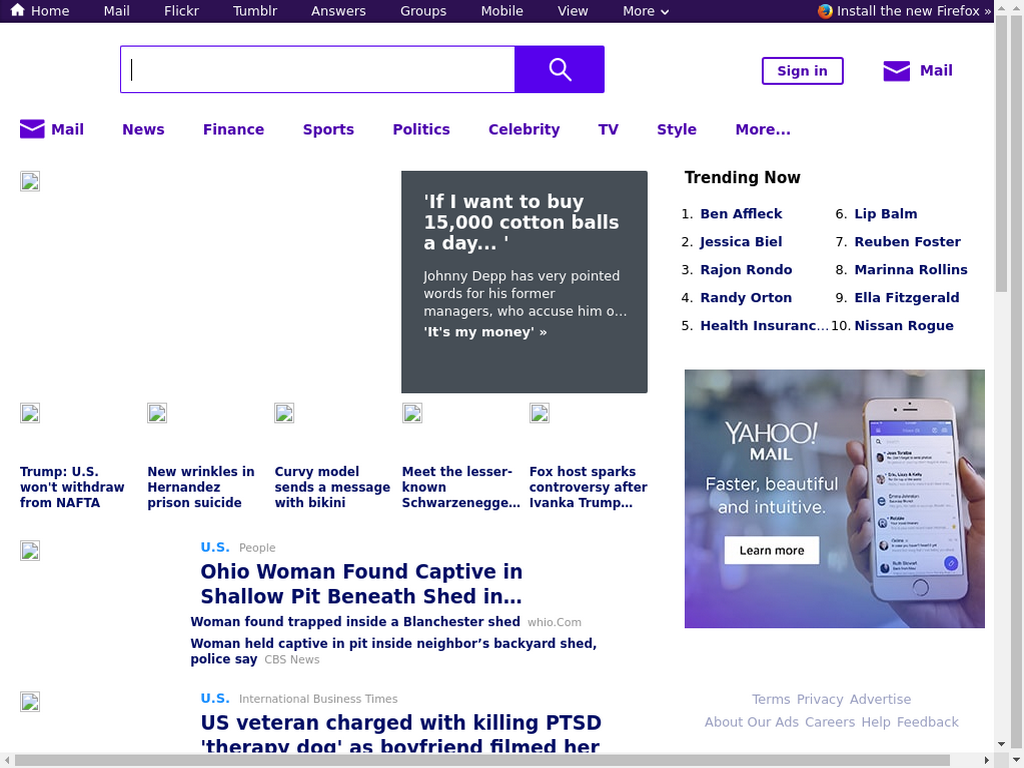 Home Mail Flickr Tumblr Answers Groups Mobile View More Install the new Firefox »
Sign in Mail
Mail News Finance Sports Politics Celebrity TV Style More...
'If I want to buy
15,000 cotton balls
a day... '
Johnny Depp has very pointed
words for his former
managers, who accuse him o...
'It's my money' »
Trending Now
1. Ben Affleck
2. Jessica Biel
3. Rajon Rondo
4. Randy Orton
5. Health Insuranc...
6. Lip Balm
7. Reuben Foster
8. Marinna Rollins
9. Ella Fitzgerald
10. Nissan Rogue
Trump: U.S.
won't withdraw
from NAFTA
New wrinkles in
Hernandez
prison suicide
Curvy model
sends a message
with bikini
Meet the lesser-
known
Schwarzenegge...
Fox host sparks
controversy after
Ivanka Trump...
YAHOO!
MAIL
Faster, beautiful
and intuitive.
Learn more
U.S. People
Ohio Woman Found Captive in
Shallow Pit Beneath Shed in...
Woman found trapped inside a Blanchester shed whio.Com
Woman held captive in pit inside neighbor's backyard shed,
police say CBS News
U.S. International Business Times
US veteran charged with killing PTSD
'therapy dog' as boyfriend filmed her
Terms Privacy Advertise
About Our Ads Careers Help Feedback